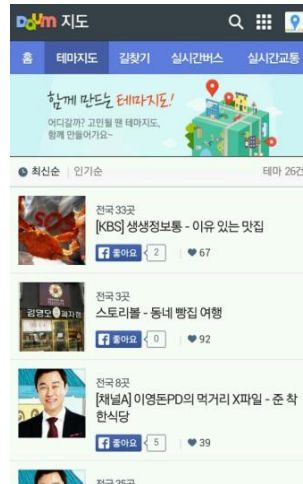 Daum 지도
홈 테마지도 길찾기 실시간버스 실시간교통
함께 만드는 테마지도!
어디갈까? 고민될 땐 테마지도,
함께 만들어가요~
최신순 | 인기순 테마 26건
전국 33곳
[KBS] 생생정보통 - 이유 있는 맛집
좋아요 2 67
전국 3곳
스토리볼 - 동네 빵집 여행
좋아요 0 92
전국 8곳
[채널A] 이영돈PD의 먹거리 X파일 - 준 착
한식당
좋아요 5 39